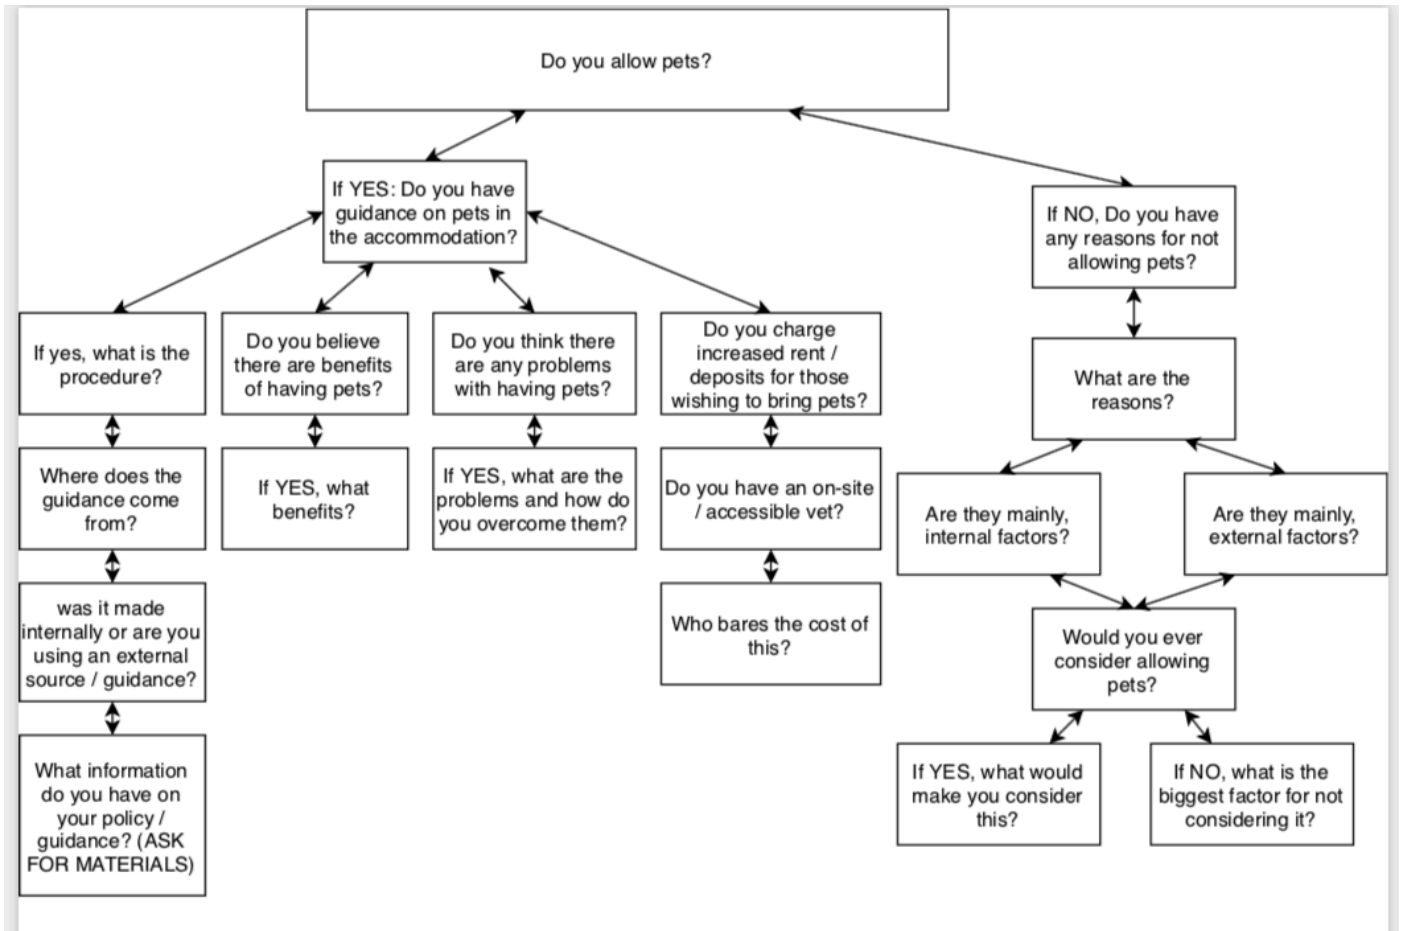 Do you allow pets?
If YES: Do you have
guidance on pets in
the accommodation?
If NO, Do you have
any reasons for not
allowing pets?
If yes, what is the
procedure?
Do you believe
there are benefits
of having pets?
Do you think there
are any problems
with having pets?
Do you charge
increased rent /
deposits for those
wishing to bring pets?
What are the
reasons?
Where does the
guidance come
from?
If YES, what
benefits?
If YES, what are the
problems and how do
you overcome them?
Do you have an on-site
/ accessible vet?
Are they mainly,
internal factors?
Are they mainly,
external factors?
was it made
internally or are you
using an external
source / guidance?
Who bares the cost of
this?
Would you ever
consider allowing
pets?
What information
do you have on
your policy /
guidance? (ASK
FOR MATERIALS)
If YES, what would
make you consider
this?
If NO, what is the
biggest factor for not
considering it?